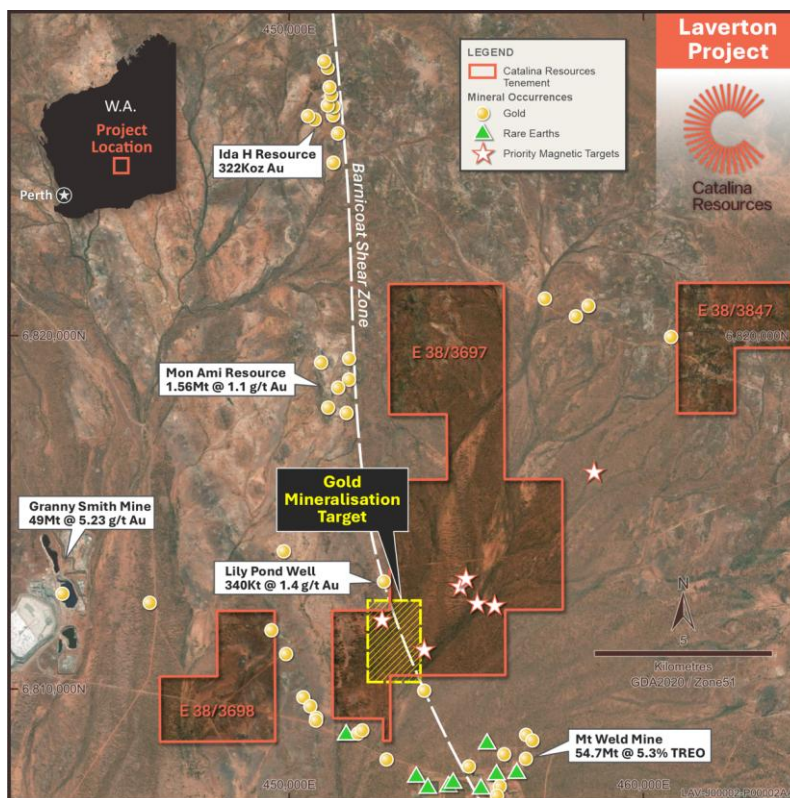 450,000E
Laverton
Project
Catalina
Resources
LEGEND
Catalina Resources
Tenement
Mineral Occurrences
Gold
Rare Earths
Priority Magnetic Targets
W.A.
Project
Location
Perth
Ida H Resource
322Koz Au
Barnicoat Shear Zone
E 38/3697
E 38/3847
6,820,000N
6,820,000N
Mon Ami Resource
1.56Mt @ 1.1 g/t Au
Gold
Mineralisation
Target
Granny Smith Mine
49Mt @ 5.23 g/t Au
Lily Pond Well
340Kt @ 1.4 g/t Au
N
5
Kilometres
GDA2020 / Zone51
6,810,000N
E 38/3698
Mt Weld Mine
54.7Mt @ 5.3% TREO
450,000E
460,000E